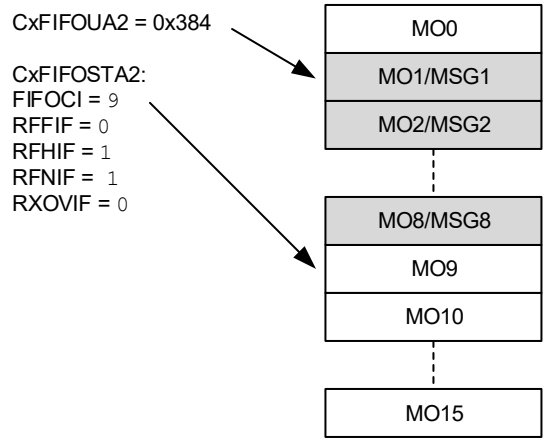 CxFIFOUA2 = 0x384
CxFIFOSTA2:
FIFOCI = 9
RFFIF = 0
RFHIF = 1
RFNIF = 1
RXOVIF = 0
MO0
MO1/MSG1
MO2/MSG2
MO8/MSG8
MO9
MO10
MO15